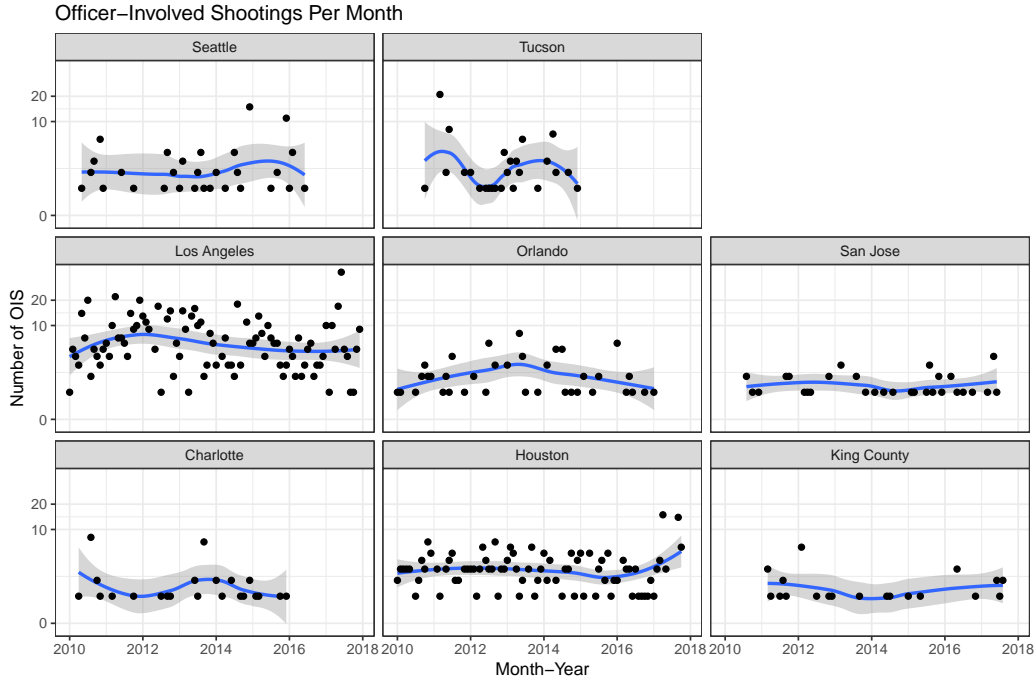 Officer−Involved Shootings Per Month
Seattle
Tucson
20
10
0
Los Angeles
Orlando
San Jose
20
10
0
Number of OIS
Charlotte
Houston
King County
20
10
0
2010 2012 2014 2016 2018 2010 2012 2014 2016 2018 2010 2012 2014 2016 2018
Month−Year